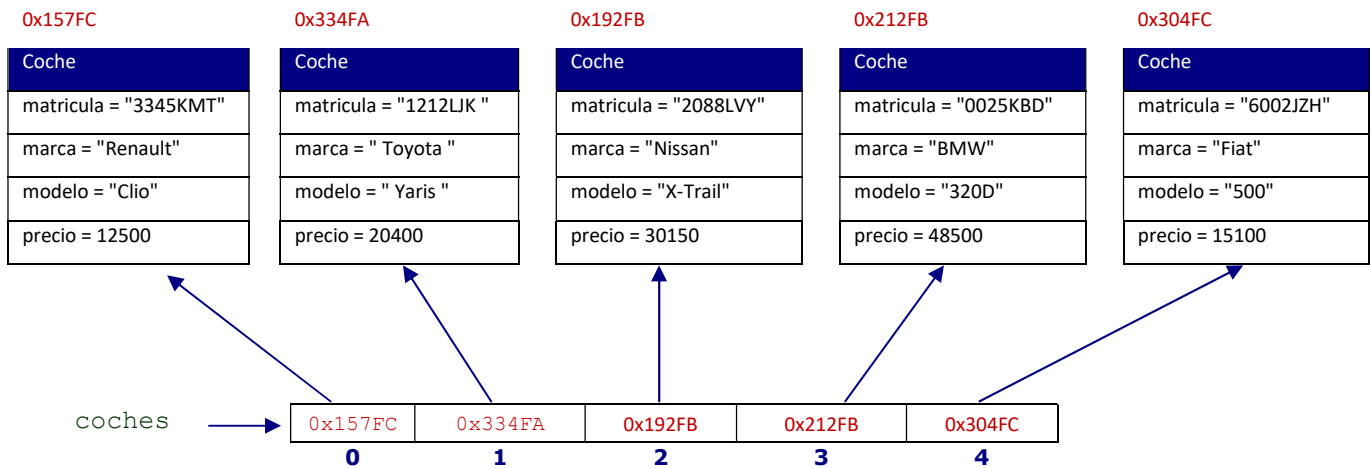 0x157FC 0x334FA 0x192FB 0x212FB 0x304FC
Coche Coche Coche Coche Coche
matricula = "3345KMT" matricula = "1212LJK " matricula = "2088LVY" matricula = "0025KBD" matricula = "6002JZH"
marca = "Renault" marca = " Toyota " marca = "Nissan" marca = "BMW" marca = "Fiat"
modelo = "Clio" modelo = " Yaris " modelo = "X-Trail" modelo = "320D" modelo = "500"
precio = 12500 precio = 20400 precio = 30150 precio = 48500 precio = 15100
coches 0x157FC 0x334FA 0x192FB 0x212FB 0x304FC
0 1 2 3 4